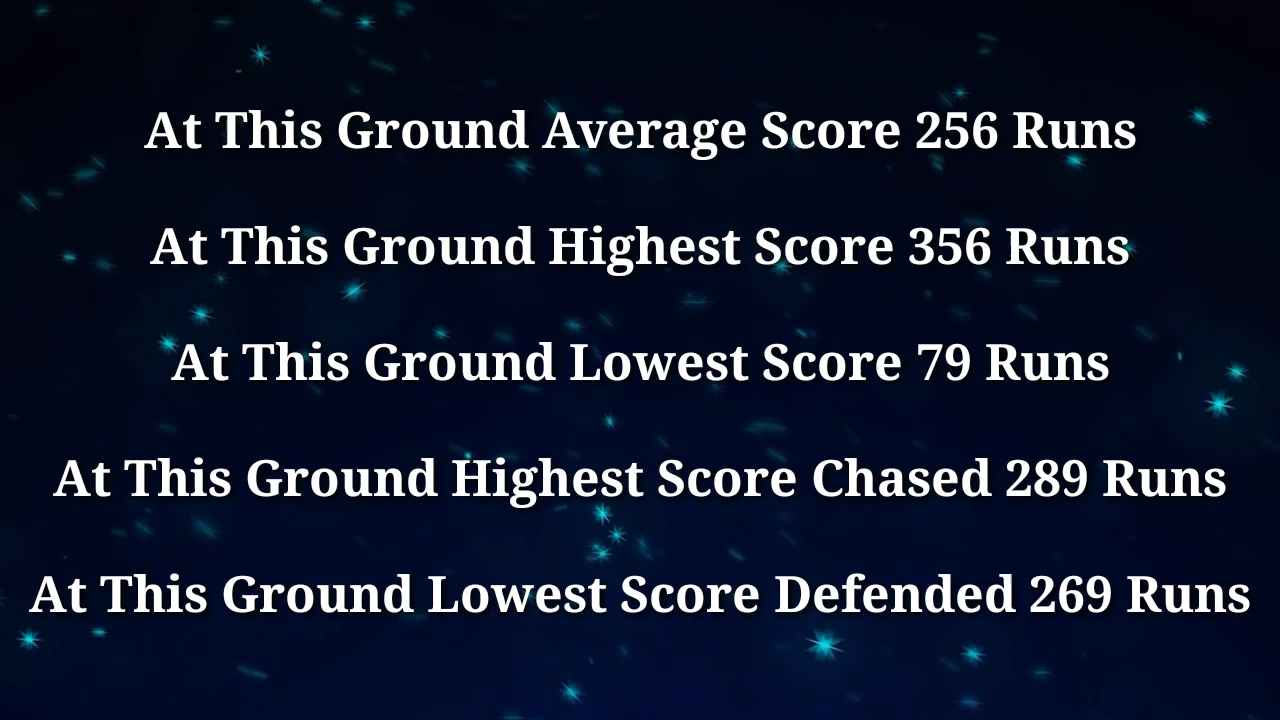 At This Ground Average Score 256 Runs
At This Ground Highest Score 356 Runs
At This Ground Lowest Score 79 Runs
At This Ground Highest Score Chased 289 Runs
At This Ground Lowest Score Defended 269 Runs